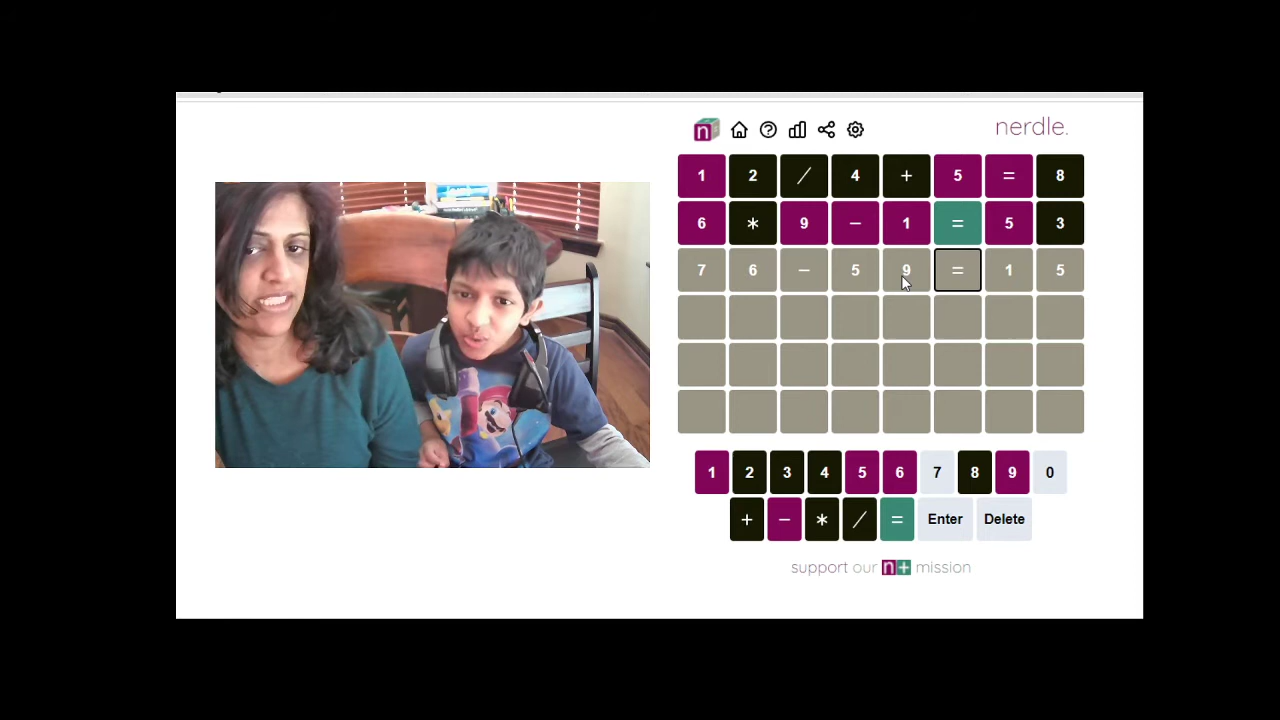 n nerdle.
1 2 / 4 + 5 = 8
6 * 9 - 1 = 5 3
7 6 - 5 9 = 1 5
1 2 3 4 5 6 7 8 9 0
+ - * / = Enter Delete
support our n+ mission